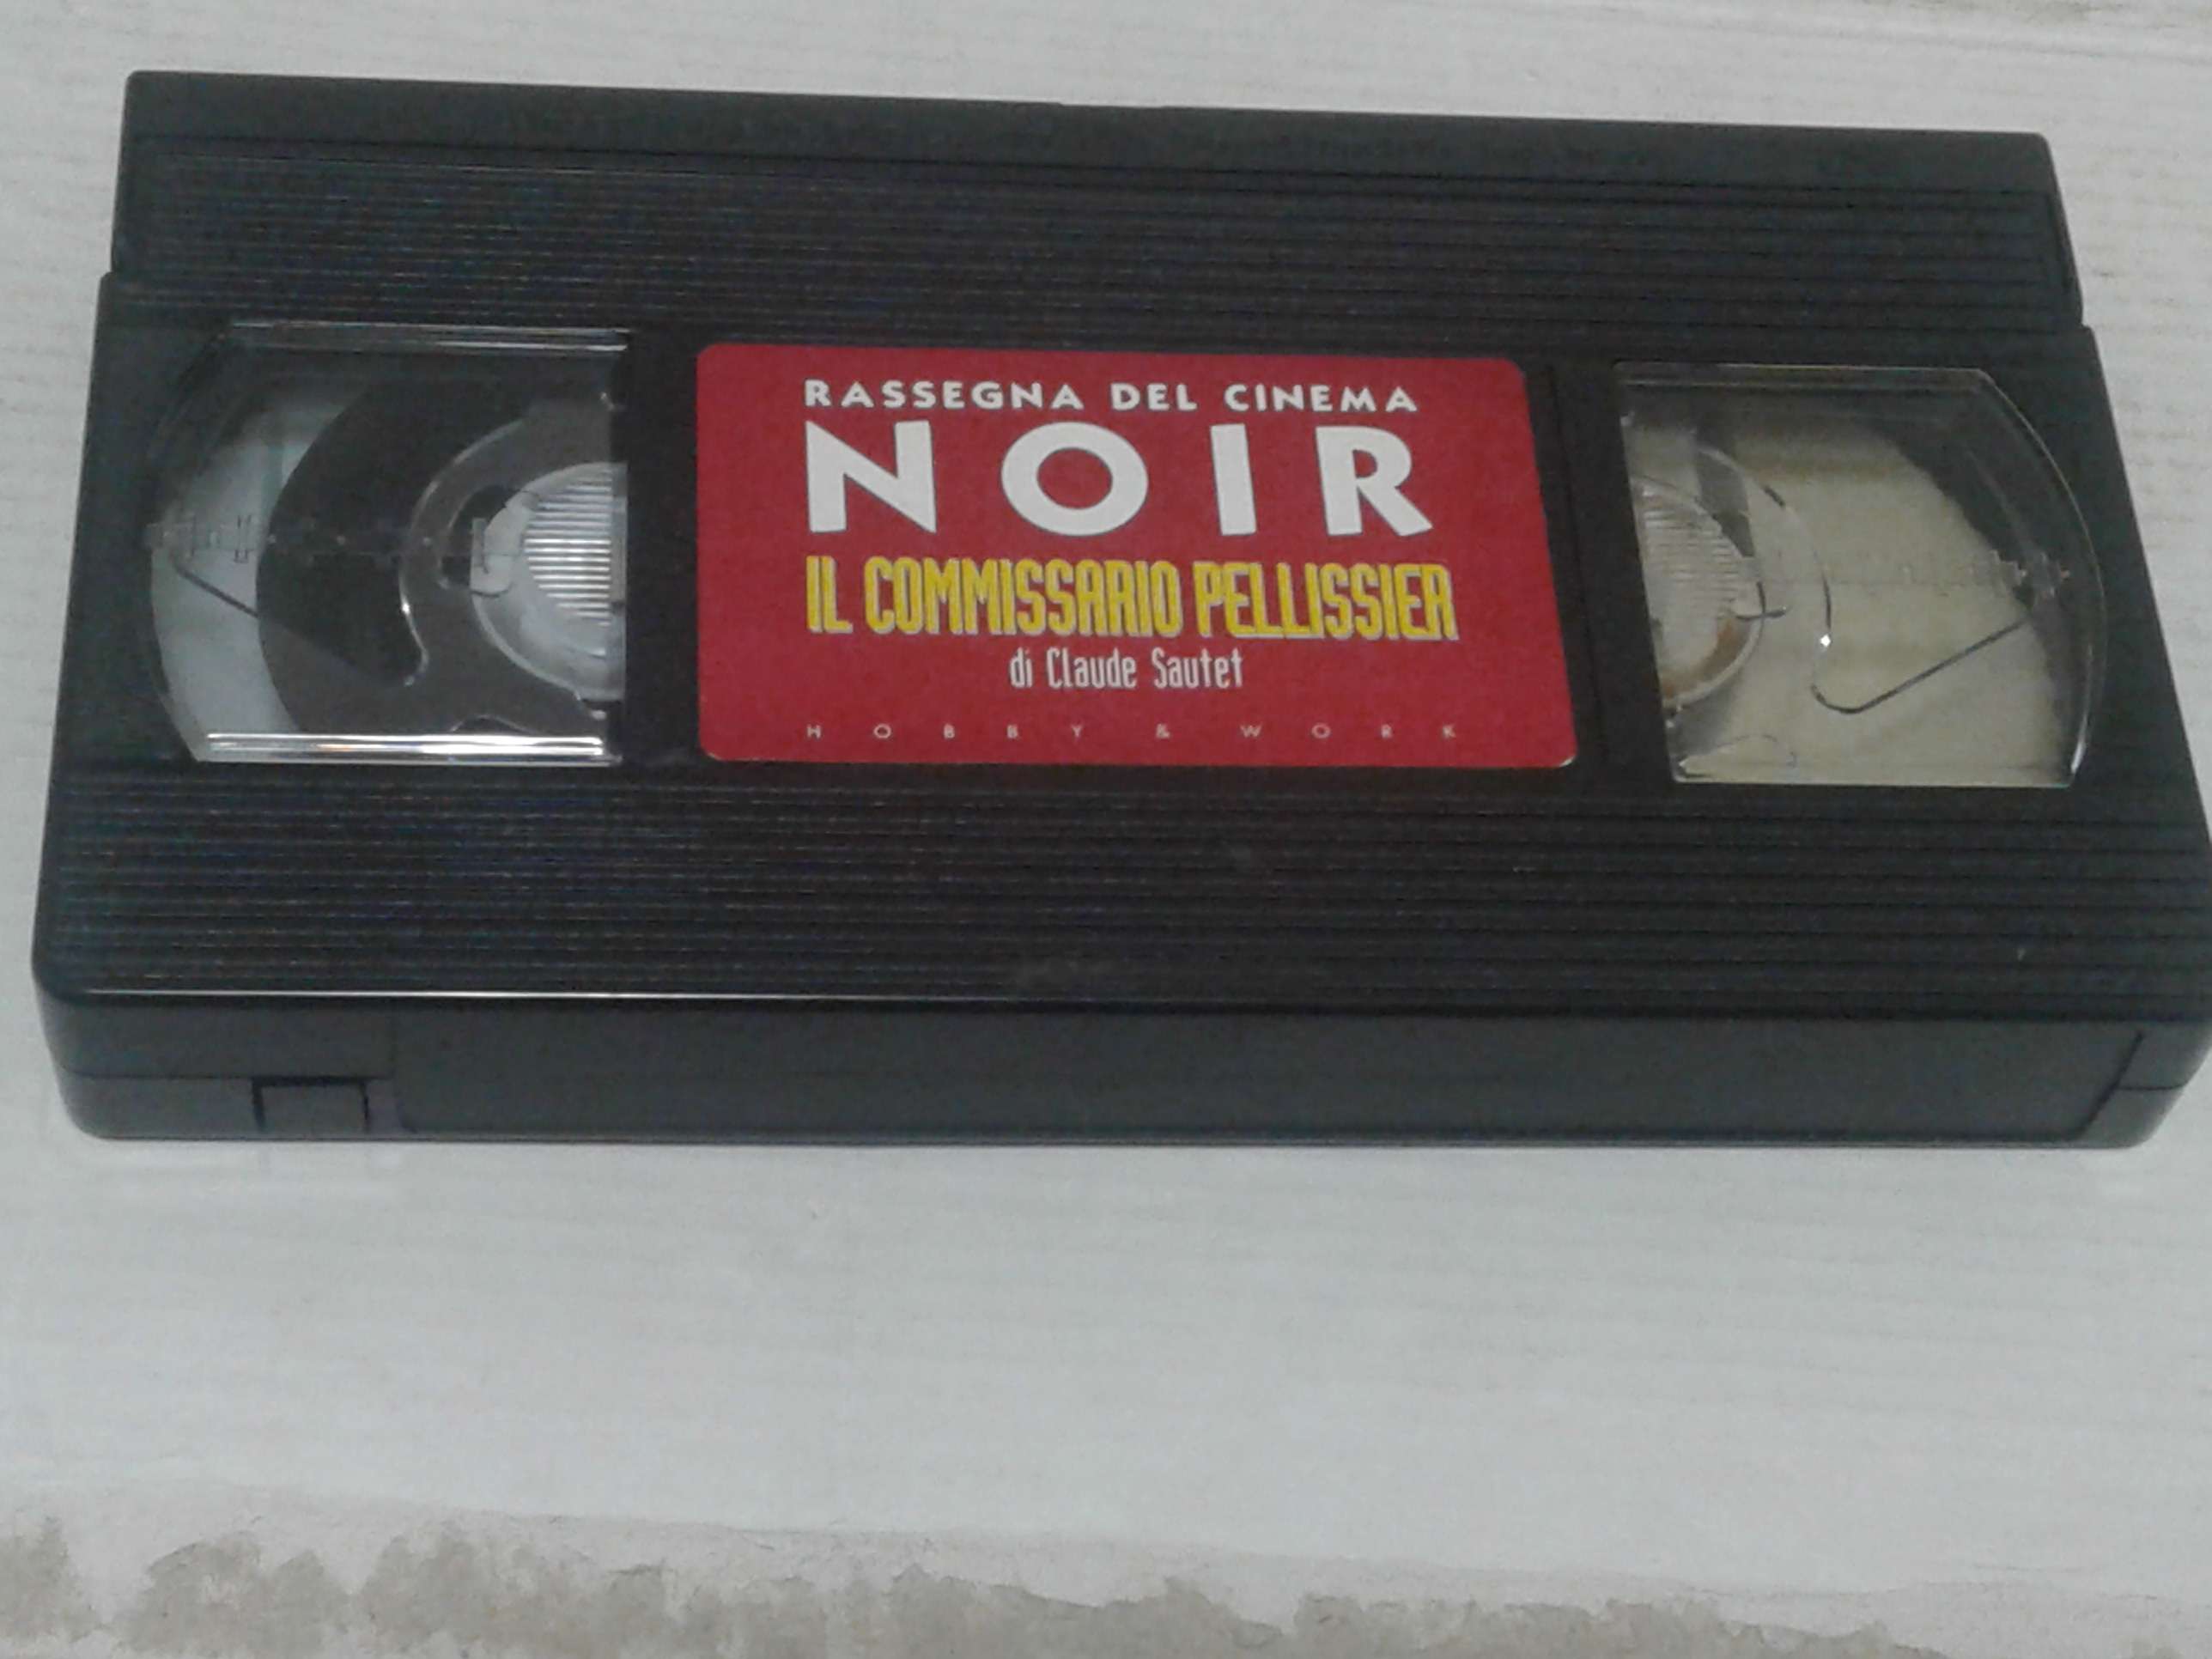 RASSEGNA DEL CINEMA
NOIR
IL COMMISSARIO PELLISSIER
di Claude Sautet
HOBBY & WORK